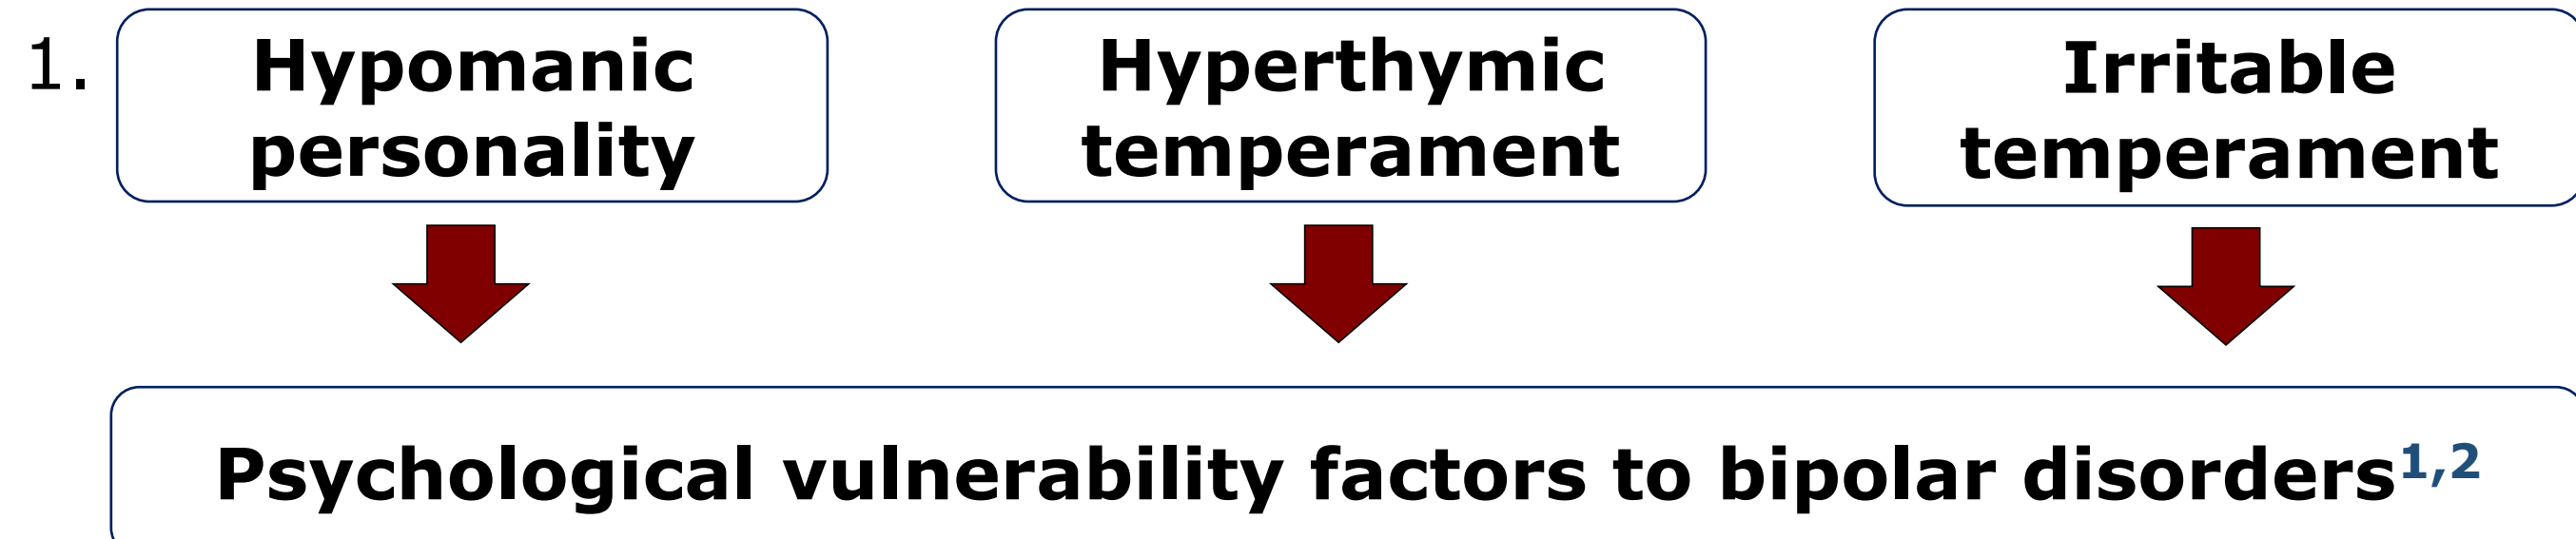 1.
Hypomanic
personality
Hyperthymic
temperament
Irritable
temperament
Psychological vulnerability factors to bipolar disorders1,2